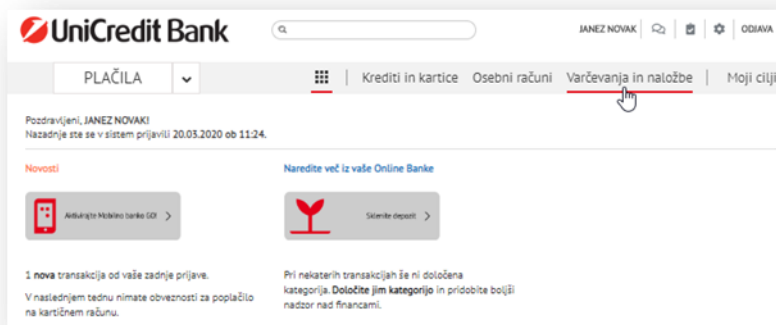 UniCredit Bank
JANEZ NOVAK
ODJAVA
PLAČILA
Krediti in kartice
Osebni računi
Varčevanja in naložbe
Moji cilji
Pozdravljeni, JANEZ NOVAK!
Nazadnje ste se v sistem prijavili 20.03.2020 ob 11:24.
Novosti
Naredite več iz vaše Online Banke
Aktivirajte Mobilno banko GO!
Sklenite depozit
1 nova transakcija od vaše zadnje prijave.
V naslednjem tednu nimate obveznosti za poplačilo
na kartičnem računu.
Pri nekaterih transakcijah še ni določena
kategorija. Določite jim kategorijo in pridobite boljši
nadzor nad financami.